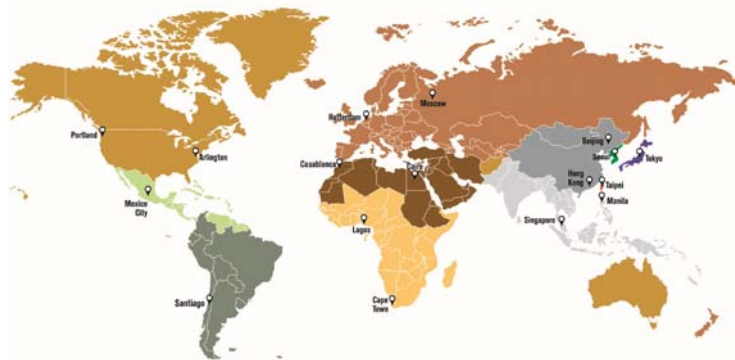 Moscow
Rotterdam
Portland
Beijing
Arlington
Seoul
Tokyo
Casablanca
Cairo
Mexico
City
Hong
Kong
Taipei
Manila
Singapore
Lagos
Santiago
Cape
Town